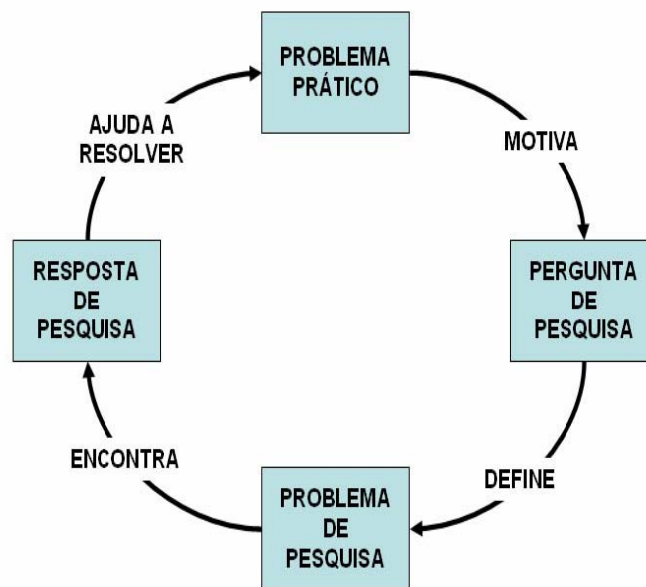 PROBLEMA
PRÁTICO
MOTIVA
PERGUNTA
DE
PESQUISA
DEFINE
PROBLEMA
DE
PESQUISA
ENCONTRA
RESPOSTA
DE
PESQUISA
AJUDA A
RESOLVER